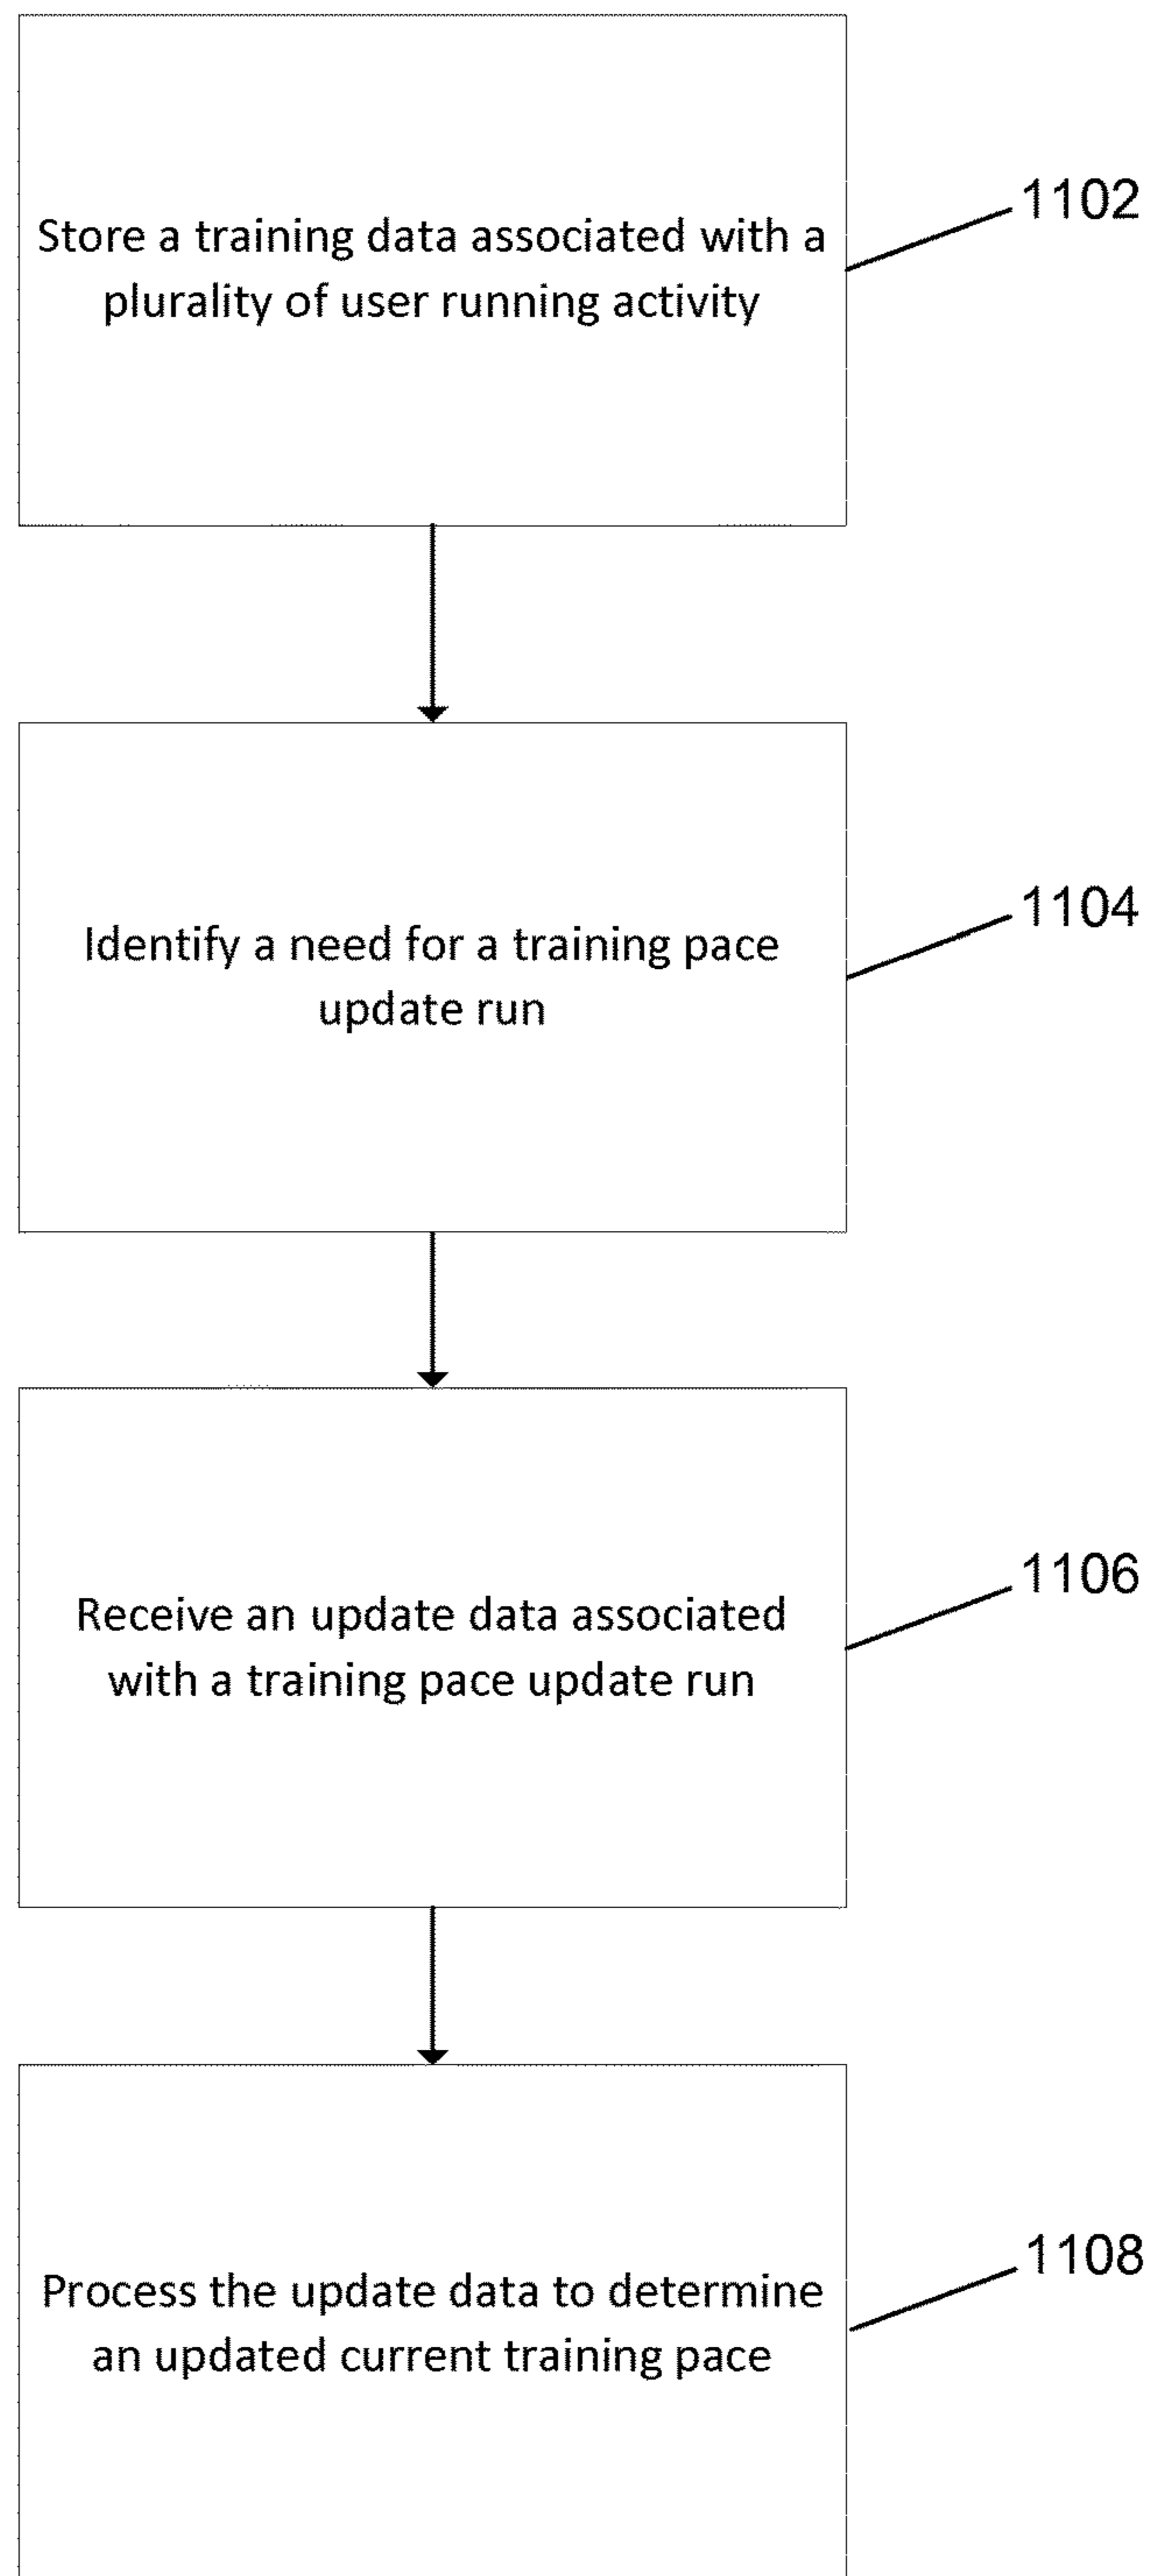 Store a training data associated with a
plurality of user running activity
1102
Identify a need for a training pace
update run
1104
Receive an update data associated
with a training pace update run
1106
Process the update data to determine
an updated current training pace
1108